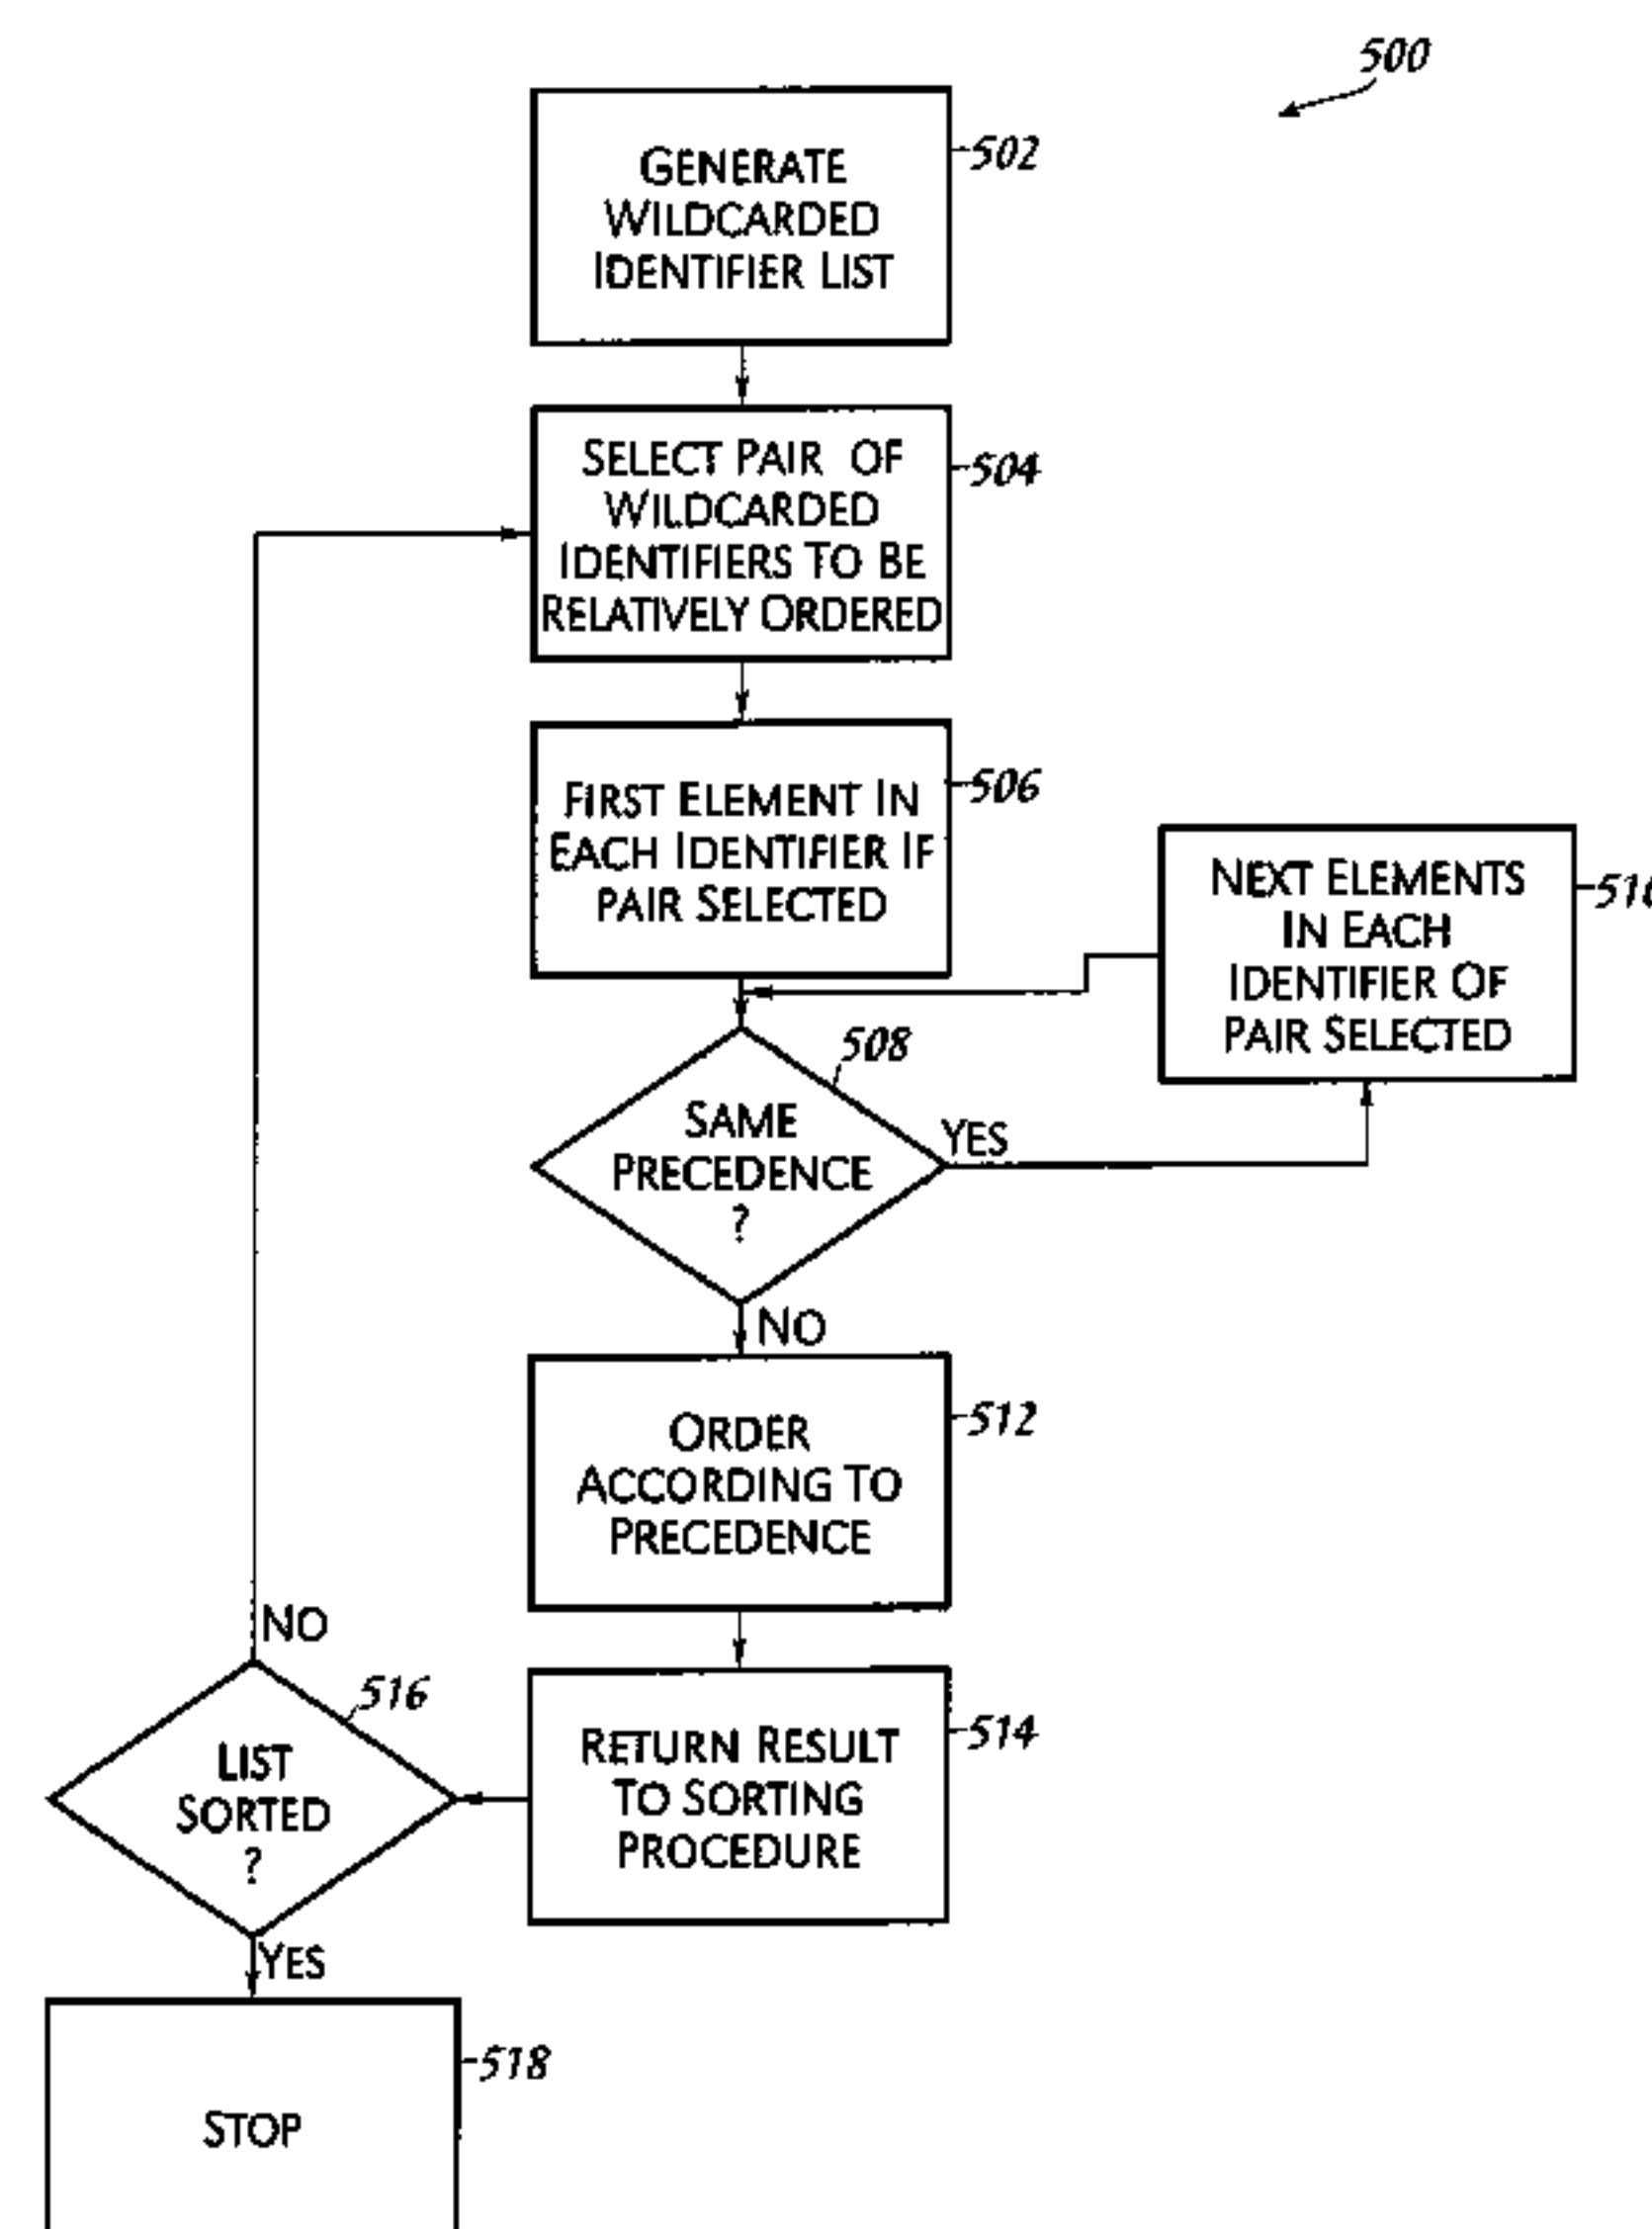 500
GENERATE
WILDCARDED
IDENTIFIER LIST
502
SELECT PAIR OF
WILDCARDED
IDENTIFIERS TO BE
RELATIVELY ORDERED
504
FIRST ELEMENT IN
EACH IDENTIFIER IF
PAIR SELECTED
506
NEXT ELEMENTS
IN EACH
IDENTIFIER OF
PAIR SELECTED
SAME
PRECEDENCE
?
508
YES
NO
ORDER
ACCORDING TO
PRECEDENCE
512
RETURN RESULT
TO SORTING
PROCEDURE
514
NO
LIST
SORTED
?
516
YES
STOP
518